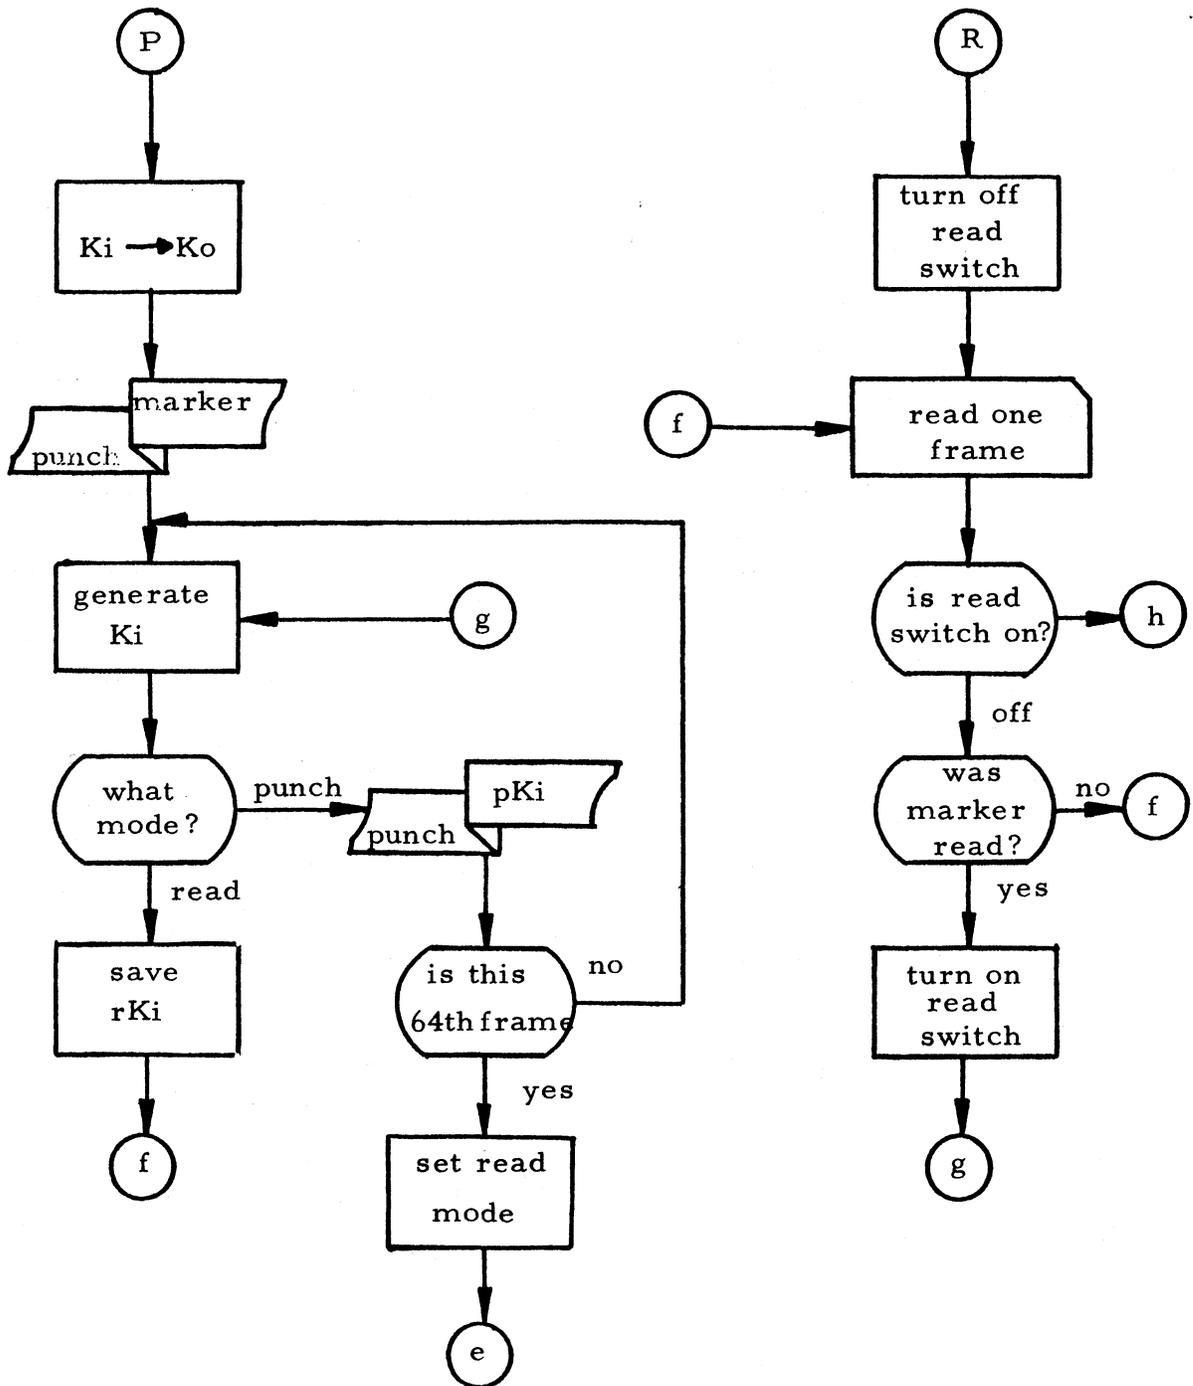 P
Ki → Ko
marker
punch
generate
Ki
g
what
mode?
punch
pKi
punch
read
save
rKi
f
is this
64th frame
no
yes
set read
mode
e
R
turn off
read
switch
f
read one
frame
is read
switch on?
h
off
was
marker
read?
no
f
yes
turn on
read
switch
g